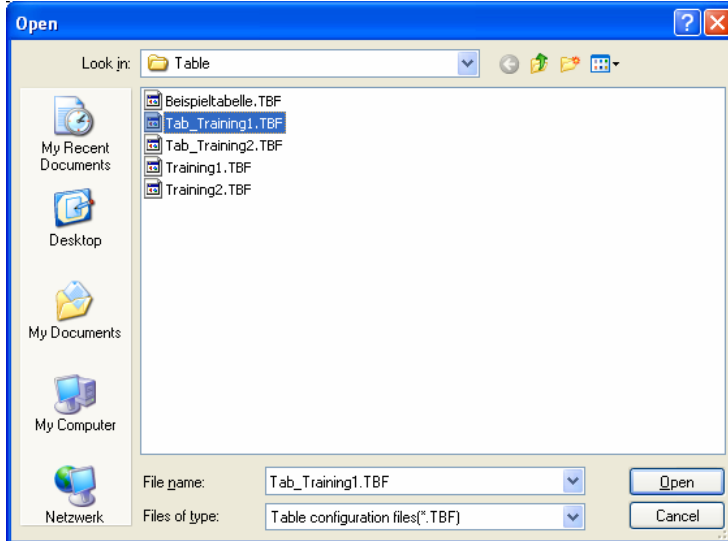 Open
Look in:
Table
My Recent
Documents
Desktop
My Documents
My Computer
Netzwerk
Beispieltabelle.TBF
Tab_Training1.TBF
Tab_Training2.TBF
Training1.TBF
Training2.TBF
File name:
Tab_Training1.TBF
Open
Files of type:
Table configuration files(*.TBF)
Cancel